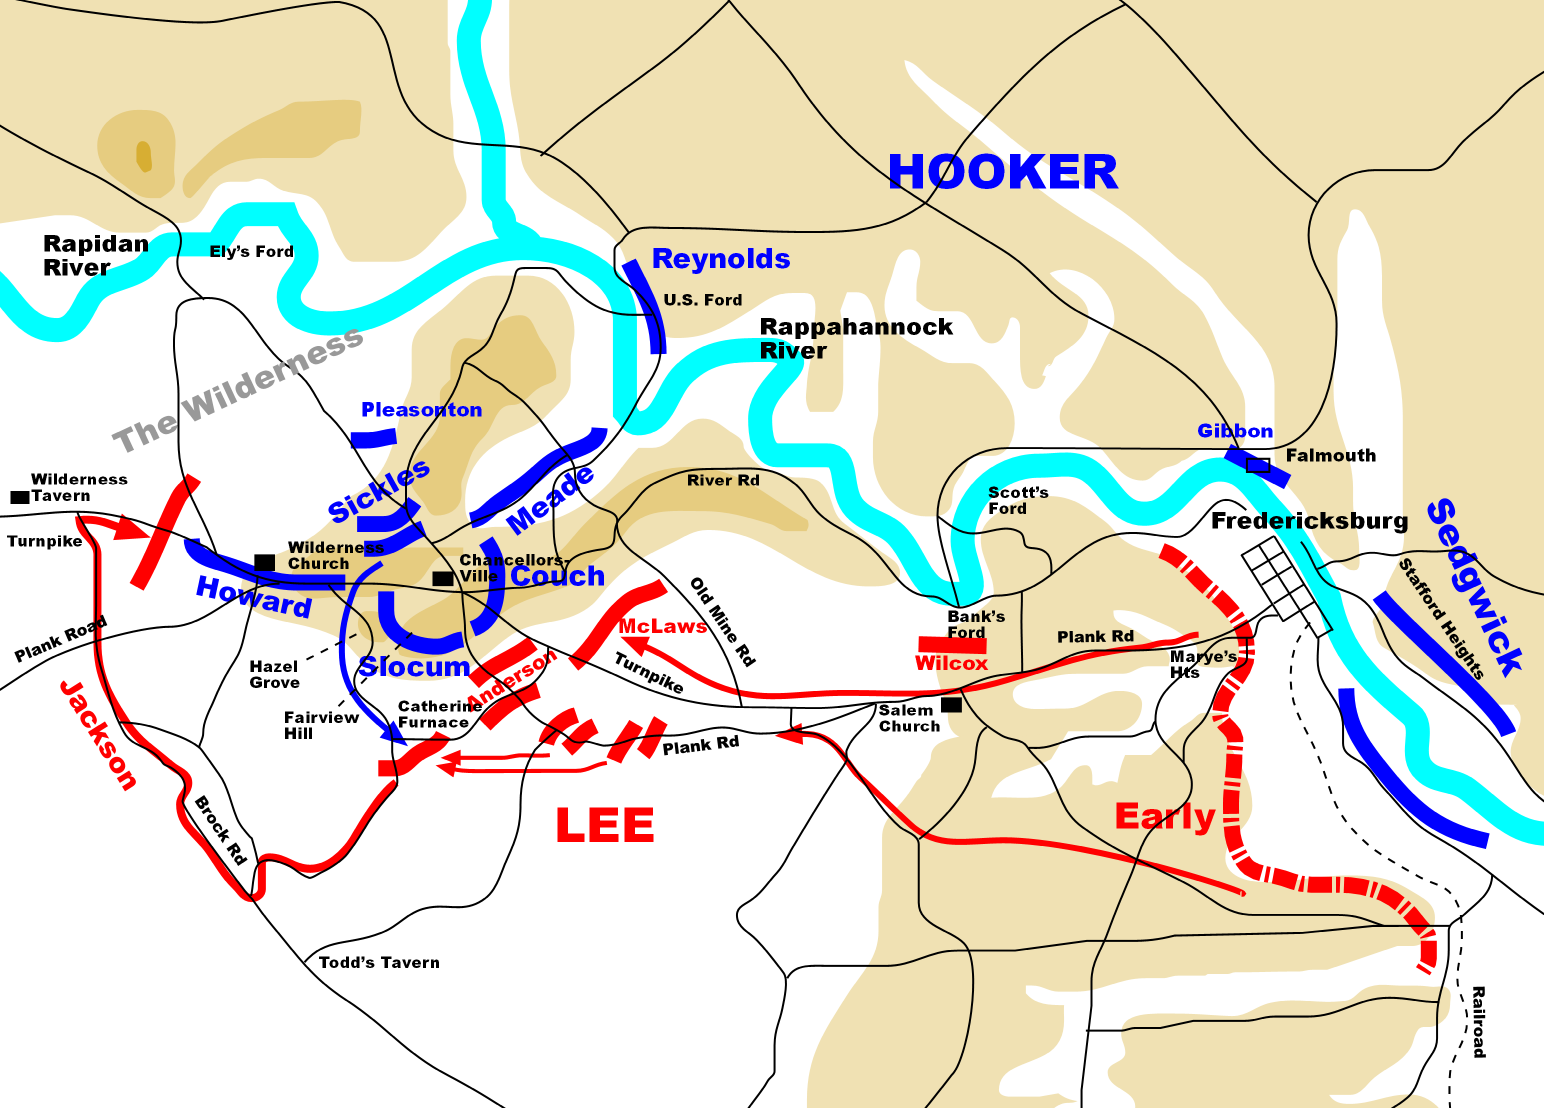 HOOKER
Rapidan
River
Ely's Ford
Reynolds
U.S. Ford
Rappahannock
River
The Wilderness
Pleasonton
Gibbon
Falmouth
Wilderness
Tavern
Sickles
Meade
River Rd
Scott's
Ford
Fredericksburg
Sedgwick
Turnpike
Wilderness
Church
Chancellors-
Ville
Couch
Howard
Old Mine Rd
Stafford Heights
Bank's
Ford
McLaws
Plank Road
Plank Rd
Wilcox
Marye's
Hts
Hazel
Grove
Slocum
Anderson
Turnpike
Jackson
Fairview
Hill
Catherine
Furnace
Salem
Church
Plank Rd
Brock Rd
LEE
Early
Todd's Tavern
Railroad